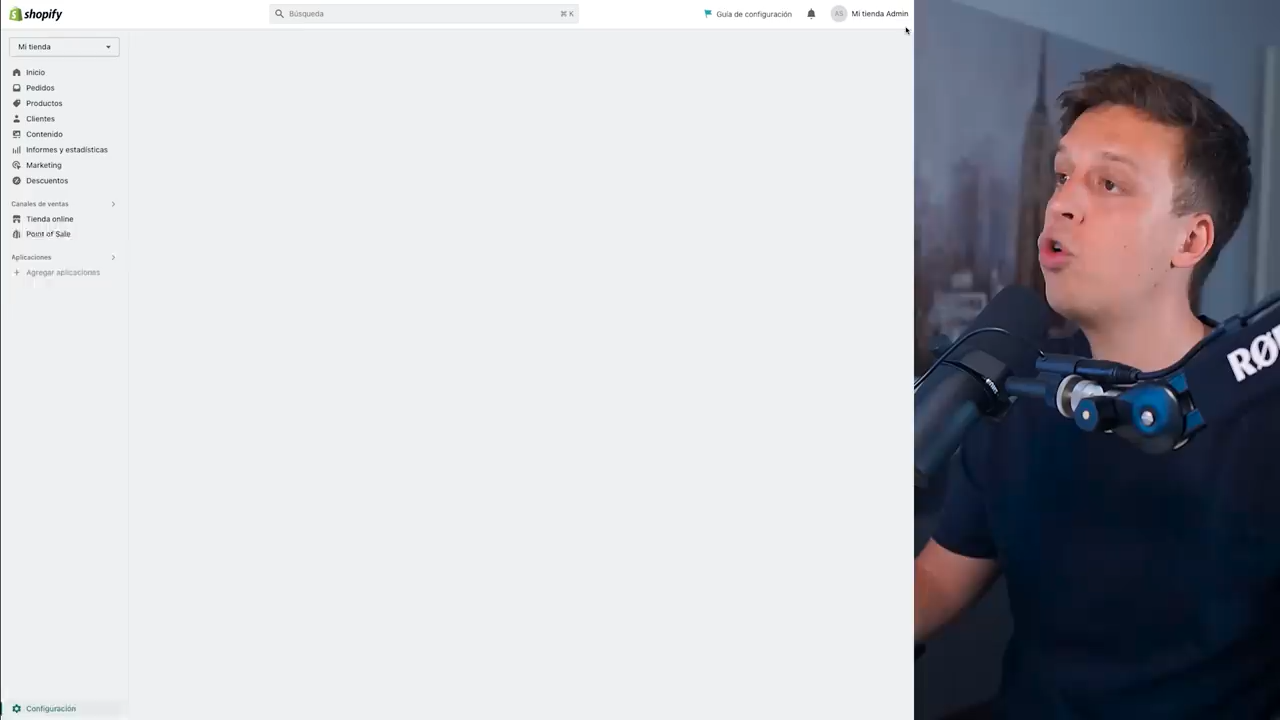 shopify
Búsqueda
⌘ K
Guía de configuración
AS
Mi tienda Admin
Mi tienda
Inicio
Pedidos
Productos
Clientes
Contenido
Informes y estadísticas
Marketing
Descuentos
Canales de ventas
Tienda online
Point of Sale
Aplicaciones
Agregar aplicaciones
Configuración